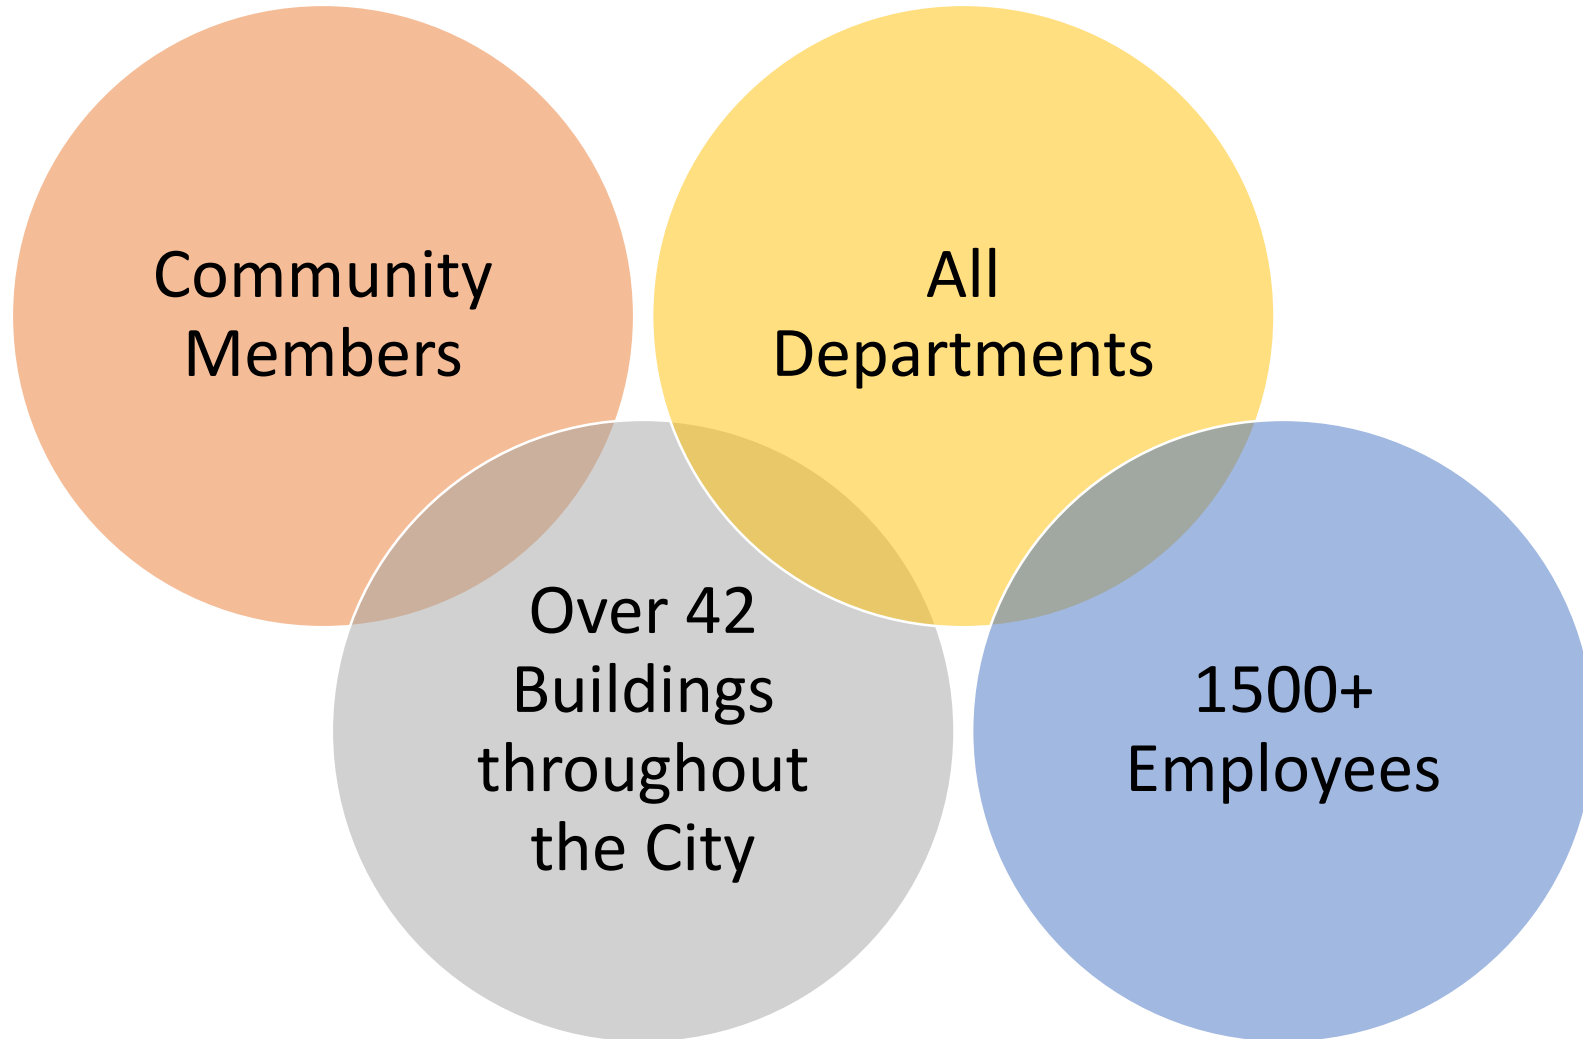 Community
Members
All
Departments
Over 42
Buildings
throughout
the City
1500+
Employees